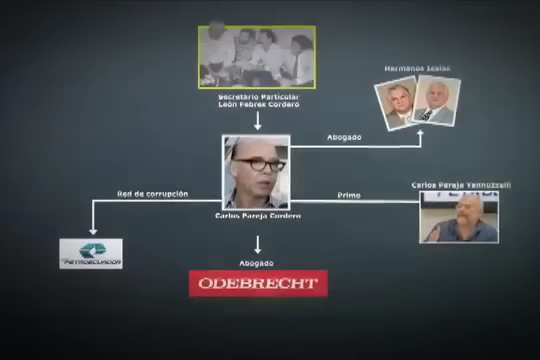 Secretario Particular
León Febres Cordero
Hermanos Isaías
Abogado
Carlos Pareja Yannuzzelli
Red de corrupción
Primo
Carlos Pareja Cordero
PETROECUADOR
Abogado
ODEBRECHT